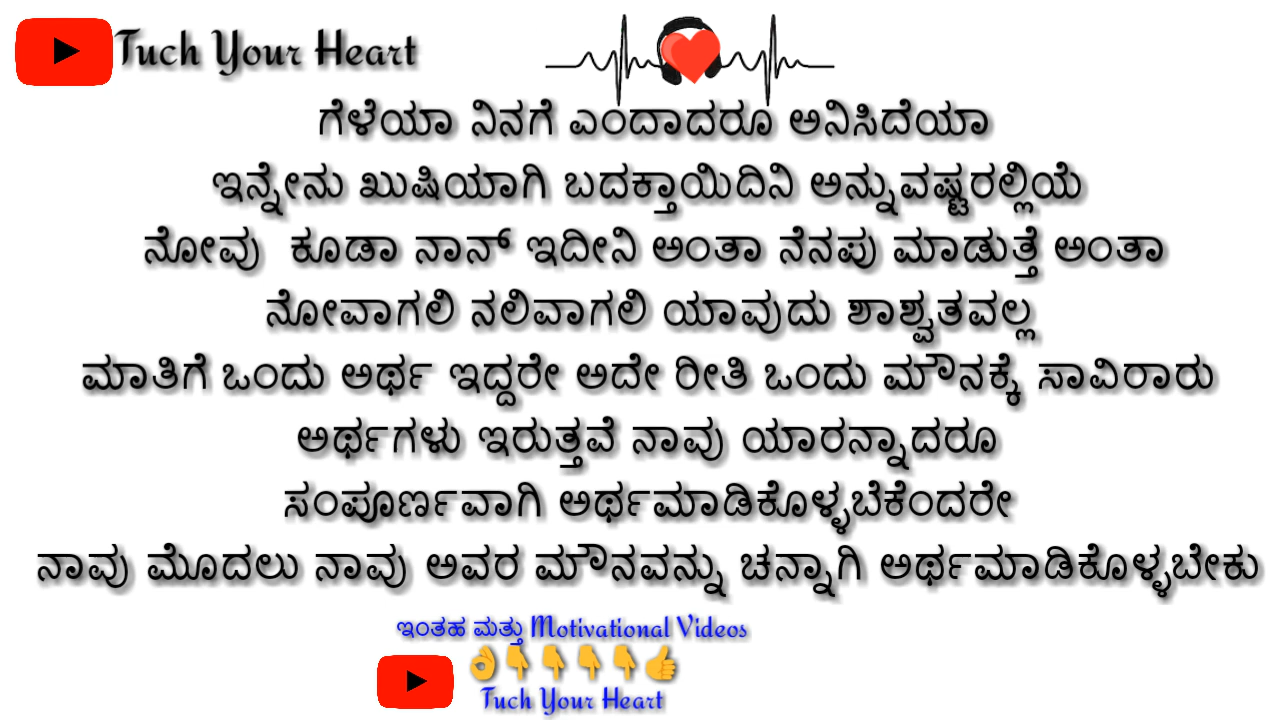 Tuch Your Heart
ಗೆಳೆಯಾ ನಿನಗೆ ಎಂದಾದರೂ ಅನಿಸಿದೆಯಾ
ಇನ್ನೇನು ಖುಷಿಯಾಗಿ ಬದಕ್ತಾಯಿದಿನಿ ಅನ್ನುವಷ್ಟರಲ್ಲಿಯೆ
ನೋವು ಕೂಡಾ ನಾನ್ ಇದೀನಿ ಅಂತಾ ನೆನಪು ಮಾಡುತ್ತೆ ಅಂತಾ
ನೋವಾಗಲಿ ನಲಿವಾಗಲಿ ಯಾವುದು ಶಾಶ್ವತವಲ್ಲ
ಮಾತಿಗೆ ಒಂದು ಅರ್ಥ ಇದ್ದರೇ ಅದೇ ರೀತಿ ಒಂದು ಮೌನಕ್ಕೆ ಸಾವಿರಾರು
ಅರ್ಥಗಳು ಇರುತ್ತವೆ ನಾವು ಯಾರನ್ನಾದರೂ
ಸಂಪೂರ್ಣವಾಗಿ ಅರ್ಥಮಾಡಿಕೊಳ್ಳಬೆಕೆಂದರೇ
ನಾವು ಮೊದಲು ನಾವು ಅವರ ಮೌನವನ್ನು ಚನ್ನಾಗಿ ಅರ್ಥಮಾಡಿಕೊಳ್ಳಬೇಕು
ಇಂತಹ ಮತ್ತು Motivational Videos
👌👇👇👇👇👍
Tuch Your Heart